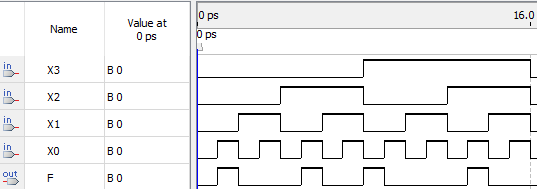 Name
Value at
0 ps
0 ps
16.0
0 ps
in
X3
B 0
in
X2
B 0
in
X1
B 0
in
X0
B 0
out
F
B 0